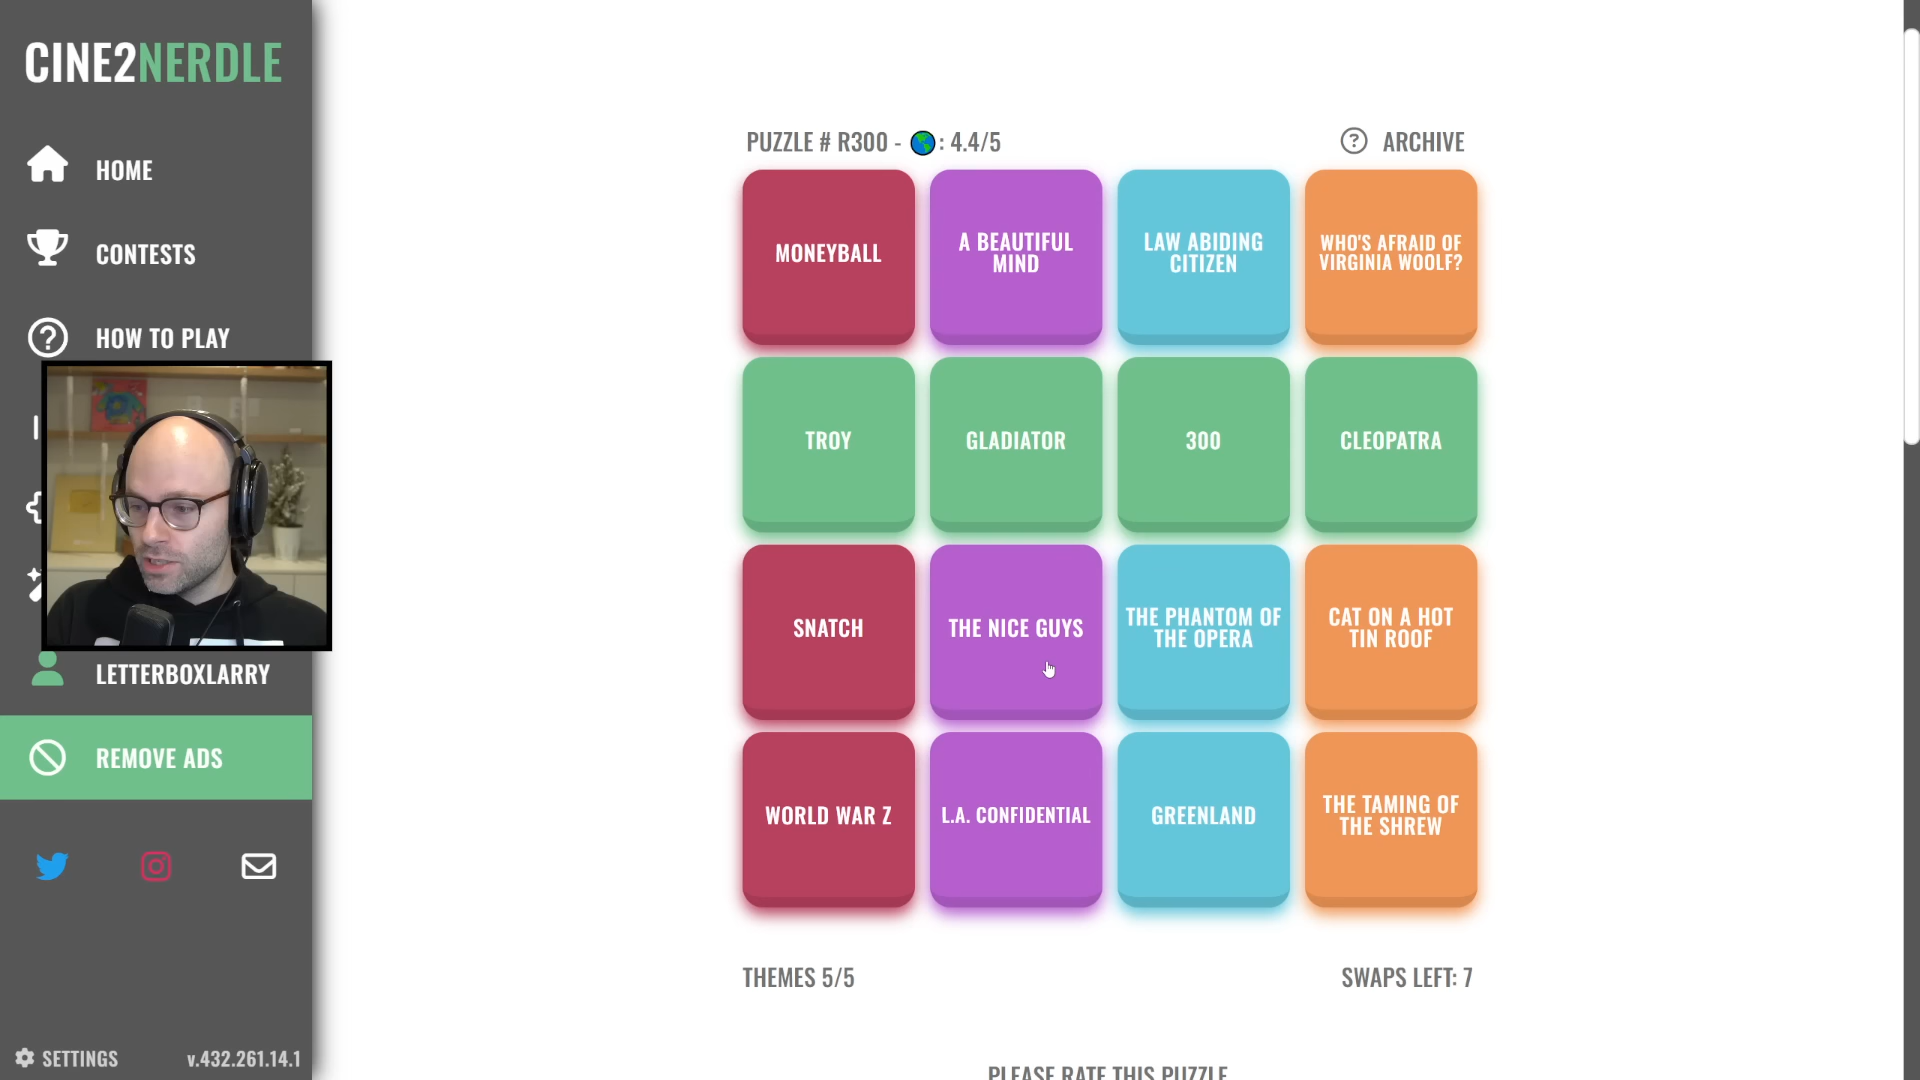 CINE2NERDLE
HOME
CONTESTS
HOW TO PLAY
LETTERBOXLARRY
REMOVE ADS
SETTINGS
v.432.261.14.1
PUZZLE # R300 - : 4.4/5
ARCHIVE
MONEYBALL
A BEAUTIFUL
MIND
LAW ABIDING
CITIZEN
WHO'S AFRAID OF
VIRGINIA WOOLF?
TROY
GLADIATOR
300
CLEOPATRA
SNATCH
THE NICE GUYS
THE PHANTOM OF
THE OPERA
CAT ON A HOT
TIN ROOF
WORLD WAR Z
L.A. CONFIDENTIAL
GREENLAND
THE TAMING OF
THE SHREW
THEMES 5/5
SWAPS LEFT: 7
PLEASE RATE THIS PUZZLE